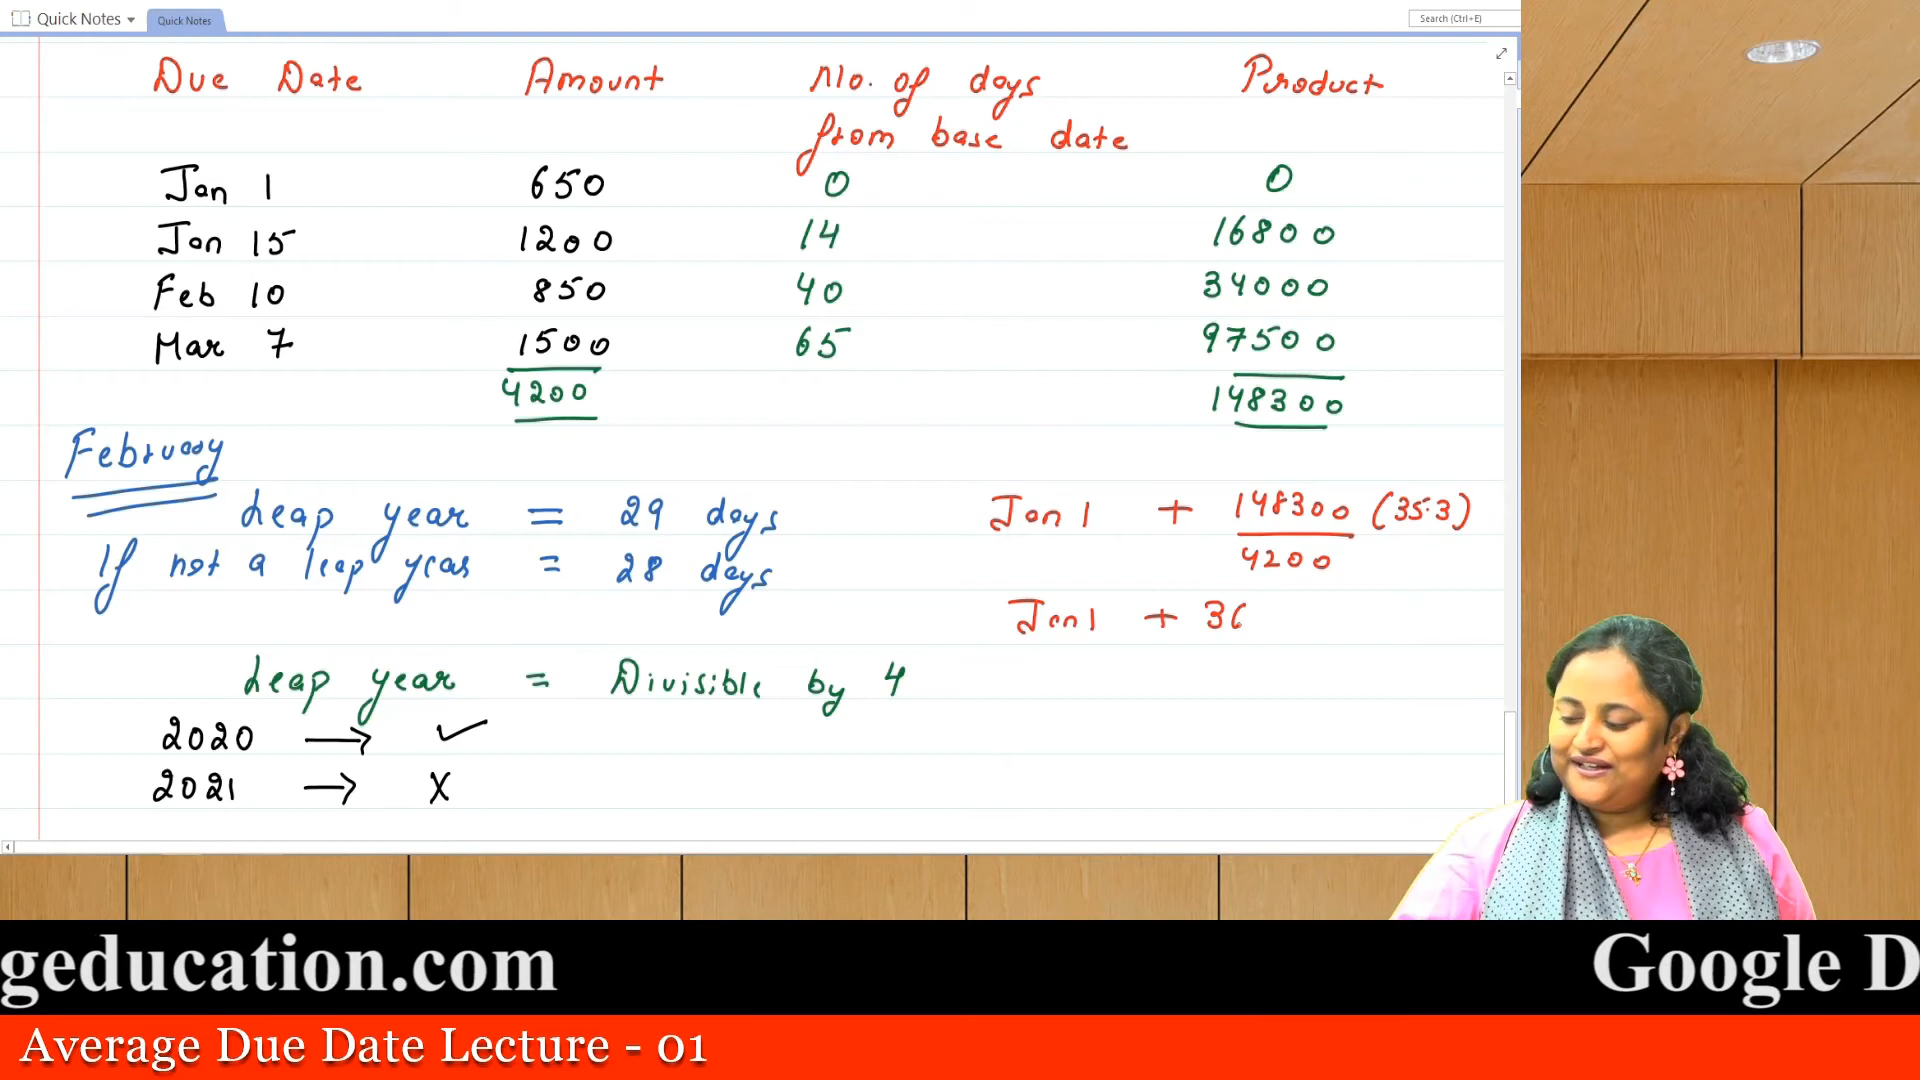 Quick Notes
Quick Notes
Search (Ctrl+E)
Due Date Amount No. of days Product
from base date
Jan 1 650 0 0
Jan 15 1200 14 16800
Feb 10 850 40 34000
Mar 7 1500 65 97500
4200 148300
February
Leap year = 29 days
If not a leap year = 28 days
Jan 1 + 148300 (35.3)
4200
Jan 1 + 36
Leap year = Divisible by 4
2020 → ✓
2021 → X
geducation.com Google D
Average Due Date Lecture - 01